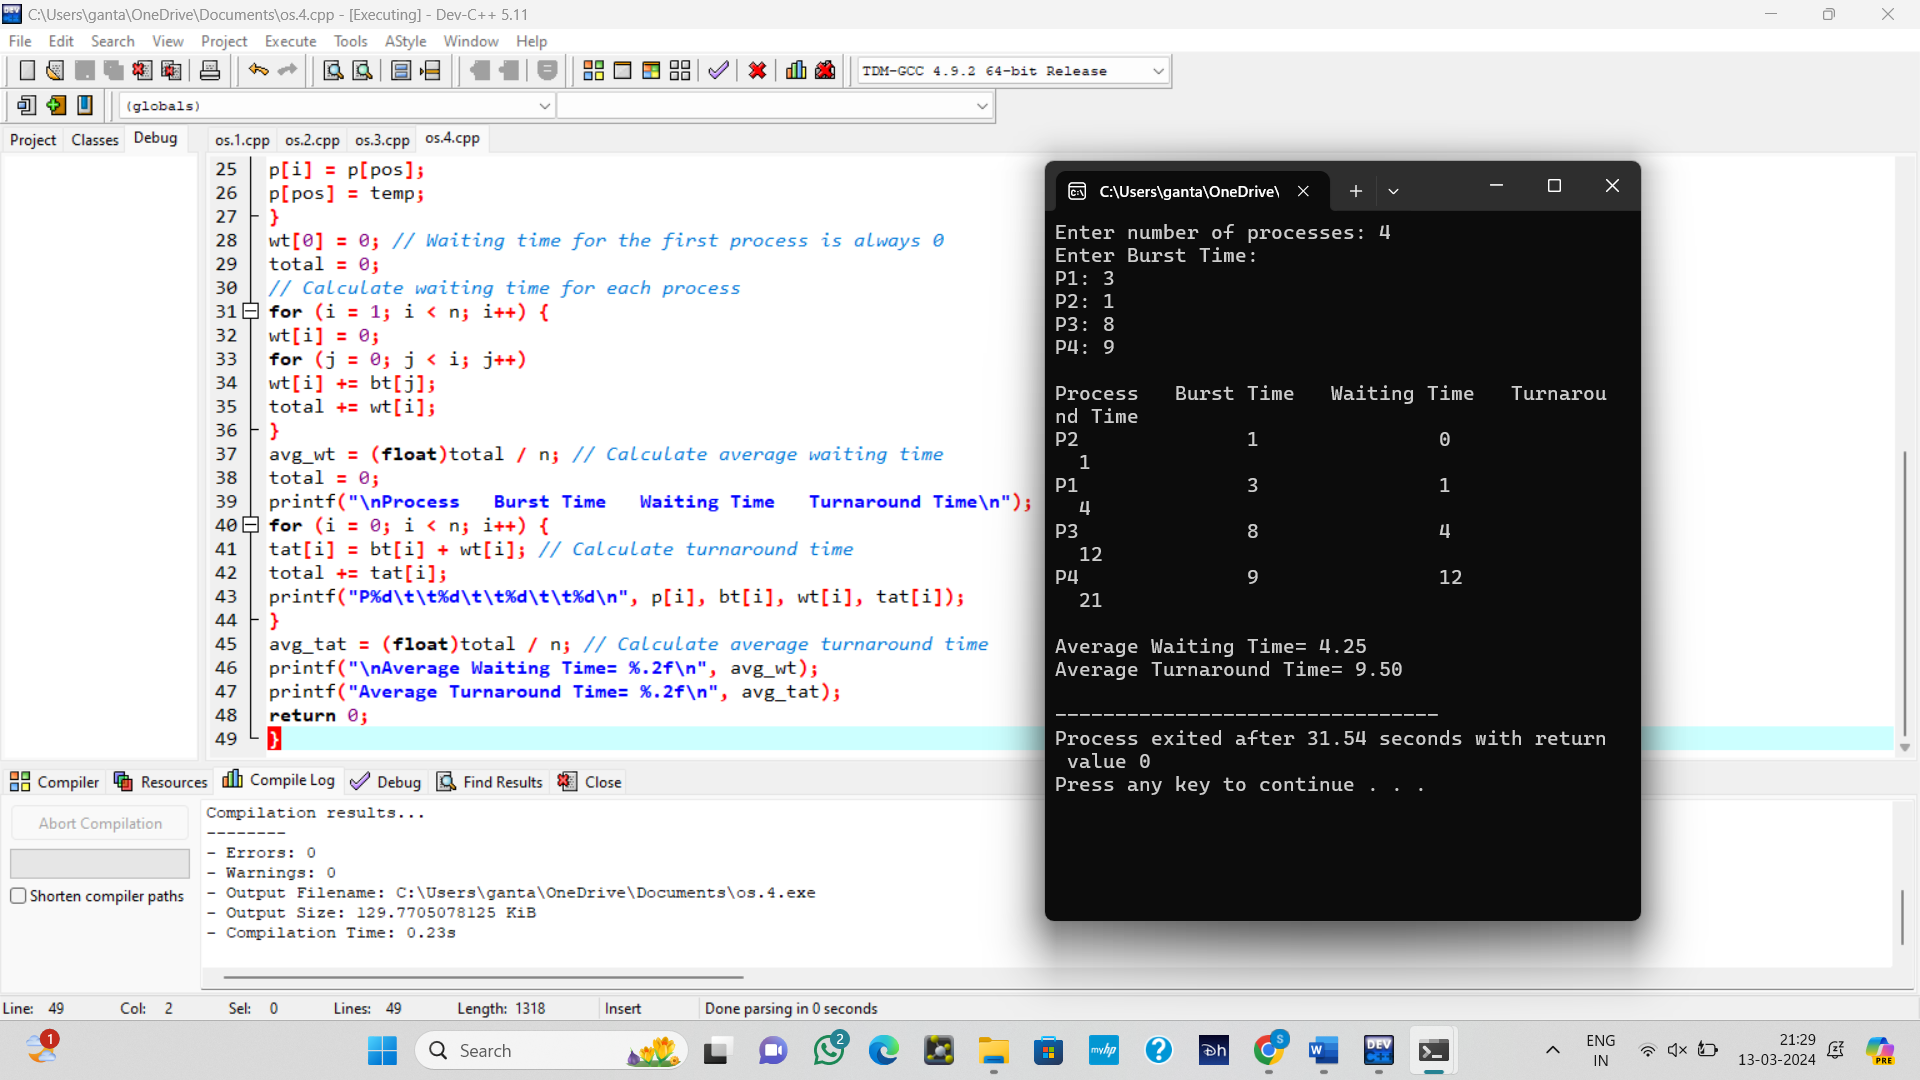 C:\Users\ganta\OneDrive\Documents\os.4.cpp - [Executing] - Dev-C++ 5.11
File Edit Search View Project Execute Tools AStyle Window Help
TDM-GCC 4.9.2 64-bit Release
(globals)
Project Classes Debug os.1.cpp os.2.cpp os.3.cpp os.4.cpp
25 p[i] = p[pos];
26 p[pos] = temp;
27 }
28 wt[0] = 0; // Waiting time for the first process is always 0
29 total = 0;
30 // Calculate waiting time for each process
31 for (i = 1; i < n; i++) {
32 wt[i] = 0;
33 for (j = 0; j < i; j++)
34 wt[i] += bt[j];
35 total += wt[i];
36 }
37 avg_wt = (float)total / n; // Calculate average waiting time
38 total = 0;
39 printf("\nProcess   Burst Time   Waiting Time   Turnaround Time\n");
40 for (i = 0; i < n; i++) {
41 tat[i] = bt[i] + wt[i]; // Calculate turnaround time
42 total += tat[i];
43 printf("P%d\t\t%d\t\t%d\t\t%d\n", p[i], bt[i], wt[i], tat[i]);
44 }
45 avg_tat = (float)total / n; // Calculate average turnaround time
46 printf("\nAverage Waiting Time= %.2f\n", avg_wt);
47 printf("Average Turnaround Time= %.2f\n", avg_tat);
48 return 0;
49 }
C:\Users\ganta\OneDrive\
Enter number of processes: 4
Enter Burst Time:
P1: 3
P2: 1
P3: 8
P4: 9
Process   Burst Time   Waiting Time   Turnarou
nd Time
P2 1 0
1
P1 3 1
4
P3 8 4
12
P4 9 12
21
Average Waiting Time= 4.25
Average Turnaround Time= 9.50
--------------------------------
Process exited after 31.54 seconds with return
value 0
Press any key to continue . . .
Compiler Resources Compile Log Debug Find Results Close
Abort Compilation
Shorten compiler paths
Compilation results...
--------
- Errors: 0
- Warnings: 0
- Output Filename: C:\Users\ganta\OneDrive\Documents\os.4.exe
- Output Size: 129.7705078125 KiB
- Compilation Time: 0.23s
Line: 49 Col: 2 Sel: 0 Lines: 49 Length: 1318 Insert Done parsing in 0 seconds
1
Search
2
myhp
?
Dh
S
W
DEV
C++
ENG
IN
21:29
13-03-2024
PRE